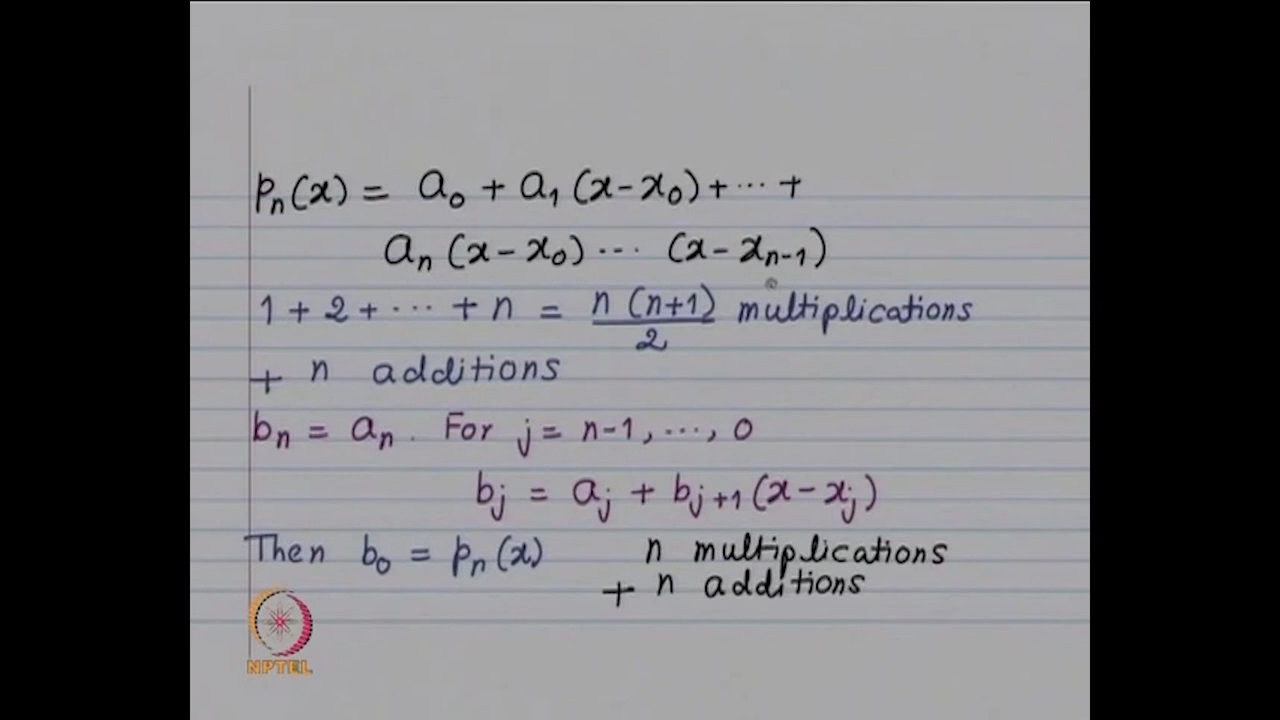 pₙ(x) = a₀ + a₁ (x-x₀) + ⋯ +
aₙ (x-x₀) ⋯ (x-xₙ₋₁)
1 + 2 + ⋯ + n = n (n+1)/2 multiplications
+ n additions
bₙ = aₙ. For j = n-1, ⋯, 0
bⱼ = aⱼ + bⱼ₊₁ (x-xⱼ)
Then b₀ = pₙ(x) n multiplications
+ n additions
NPTEL